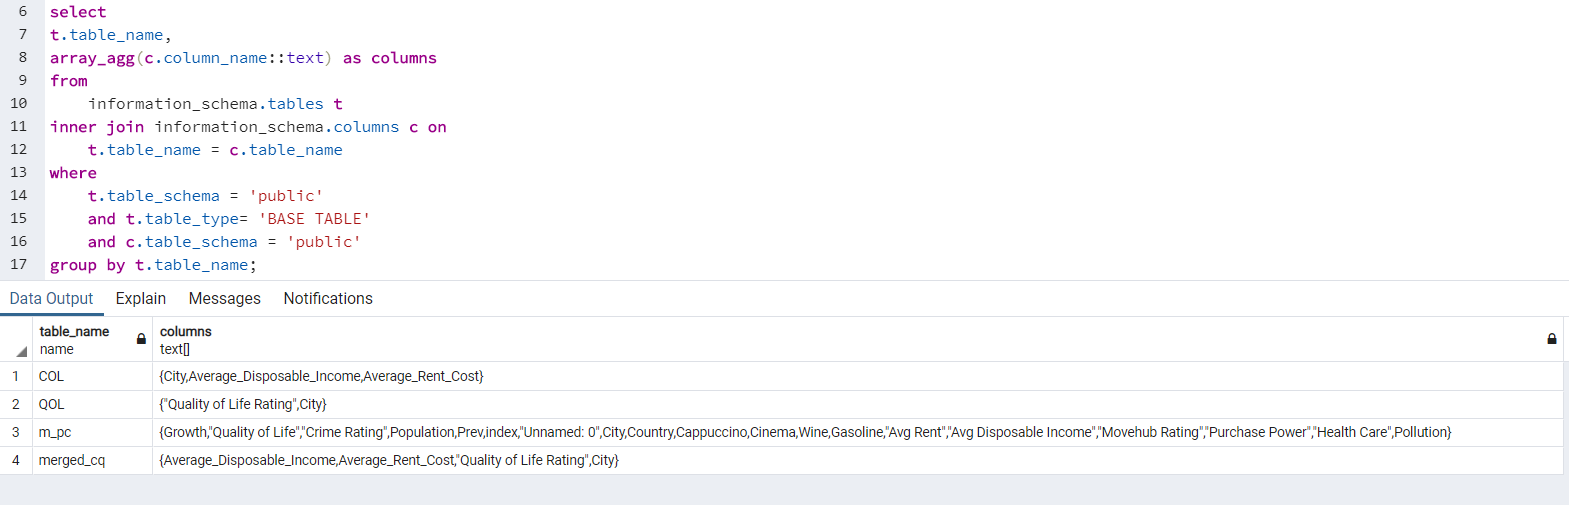 6 select
7 t.table_name,
8 array_agg(c.column_name::text) as columns
9 from
10 information_schema.tables t
11 inner join information_schema.columns c on
12 t.table_name = c.table_name
13 where
14 t.table_schema = 'public'
15 and t.table_type= 'BASE TABLE'
16 and c.table_schema = 'public'
17 group by t.table_name;
Data Output Explain Messages Notifications
table_name columns
name text[]
1 COL {City,Average_Disposable_Income,Average_Rent_Cost}
2 QOL {"Quality of Life Rating",City}
3 m_pc {Growth,"Quality of Life","Crime Rating",Population,Prev,index,"Unnamed: 0",City,Country,Cappuccino,Cinema,Wine,Gasoline,"Avg Rent","Avg Disposable Income","Movehub Rating","Purchase Power","Health Care",Pollution}
4 merged_cq {Average_Disposable_Income,Average_Rent_Cost,"Quality of Life Rating",City}